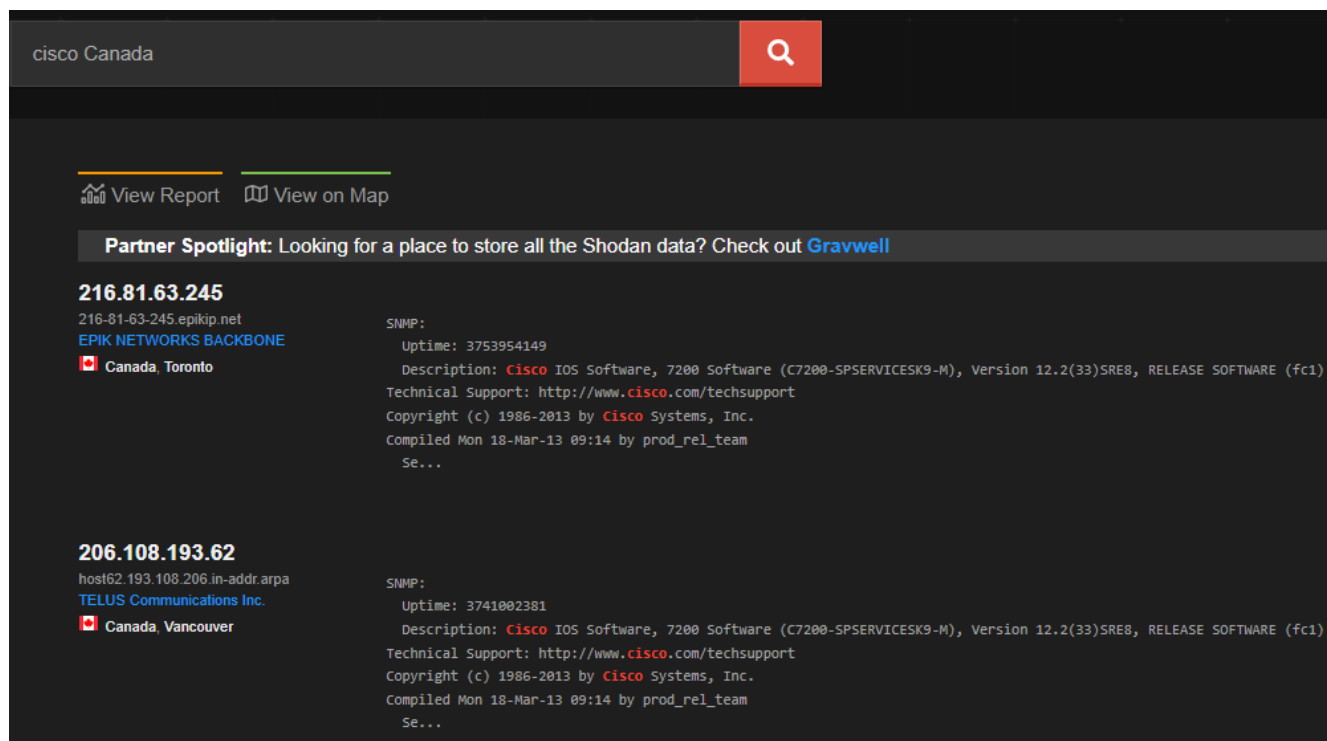 cisco Canada
View Report View on Map
Partner Spotlight: Looking for a place to store all the Shodan data? Check out Gravwell
216.81.63.245
216-81-63-245.epikip.net
EPIK NETWORKS BACKBONE
Canada, Toronto
SNMP:
Uptime: 3753954149
Description: Cisco IOS Software, 7200 Software (C7200-SPSERVICESK9-M), Version 12.2(33)SRE8, RELEASE SOFTWARE (fc1)
Technical Support: http://www.cisco.com/techsupport
Copyright (c) 1986-2013 by Cisco Systems, Inc.
Compiled Mon 18-Mar-13 09:14 by prod_rel_team
Se...
206.108.193.62
host62.193.108.206.in-addr.arpa
TELUS Communications Inc.
Canada, Vancouver
SNMP:
Uptime: 3741002381
Description: Cisco IOS Software, 7200 Software (C7200-SPSERVICESK9-M), Version 12.2(33)SRE8, RELEASE SOFTWARE (fc1)
Technical Support: http://www.cisco.com/techsupport
Copyright (c) 1986-2013 by Cisco Systems, Inc.
Compiled Mon 18-Mar-13 09:14 by prod_rel_team
Se...